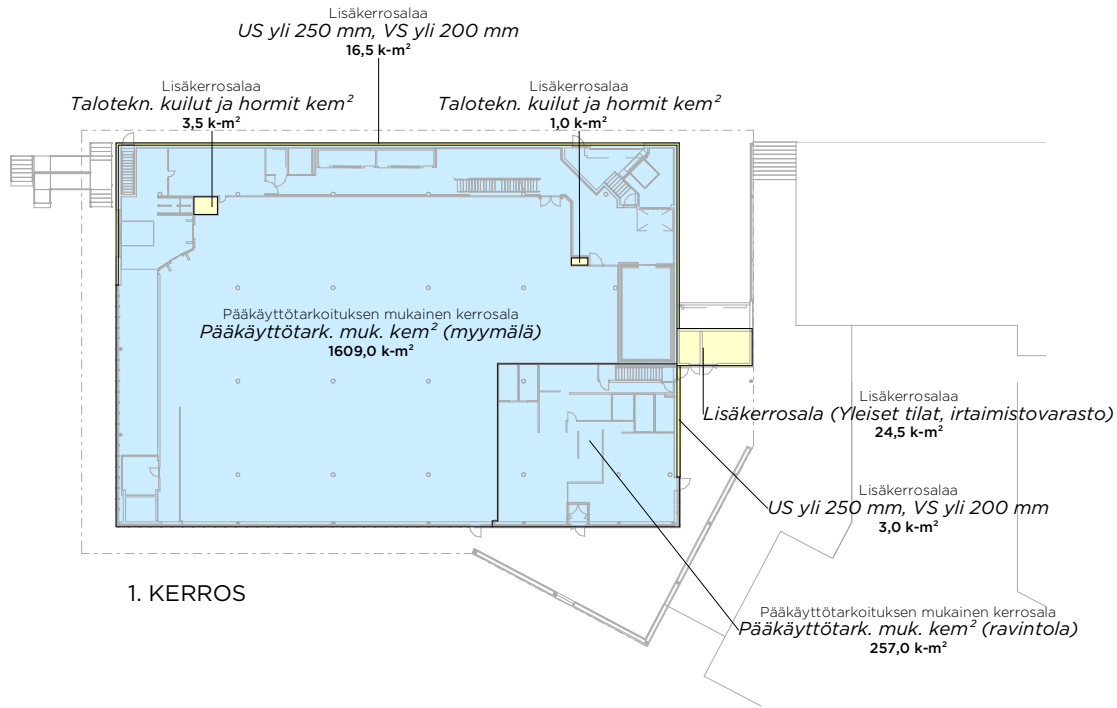 Lisäkerrosalaa
US yli 250 mm, VS yli 200 mm
16,5 k-m²
Lisäkerrosalaa
Talotekn. kuilut ja hormit kem²
3,5 k-m²
Lisäkerrosalaa
Talotekn. kuilut ja hormit kem²
1,0 k-m²
Pääkäyttötarkoituksen mukainen kerrosala
Pääkäyttötark. muk. kem² (myymälä)
1609,0 k-m²
Lisäkerrosalaa
Lisäkerrosala (Yleiset tilat, irtaimistovarasto)
24,5 k-m²
Lisäkerrosalaa
US yli 250 mm, VS yli 200 mm
3,0 k-m²
1. KERROS
Pääkäyttötarkoituksen mukainen kerrosala
Pääkäyttötark. muk. kem² (ravintola)
257,0 k-m²